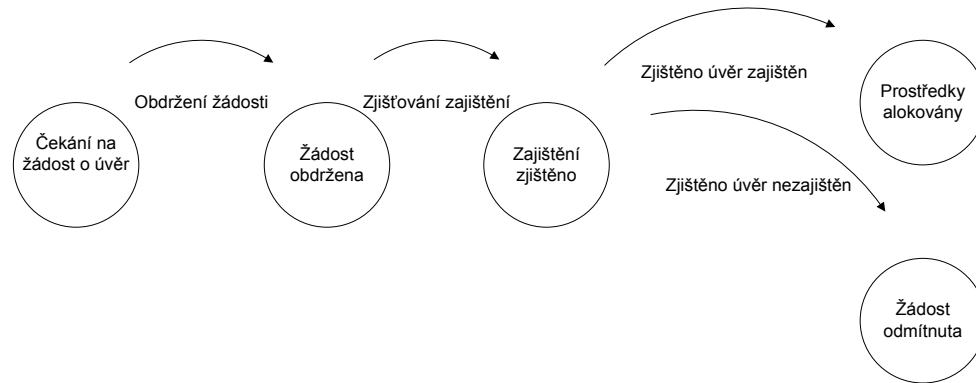 Čekání na
žádost o úvěr
Obdržení žádosti
Žádost
obdržena
Zjišťování zajištění
Zajištění
zjištěno
Zjištěno úvěr zajištěn
Prostředky
alokovány
Zjištěno úvěr nezajištěn
Žádost
odmítnuta